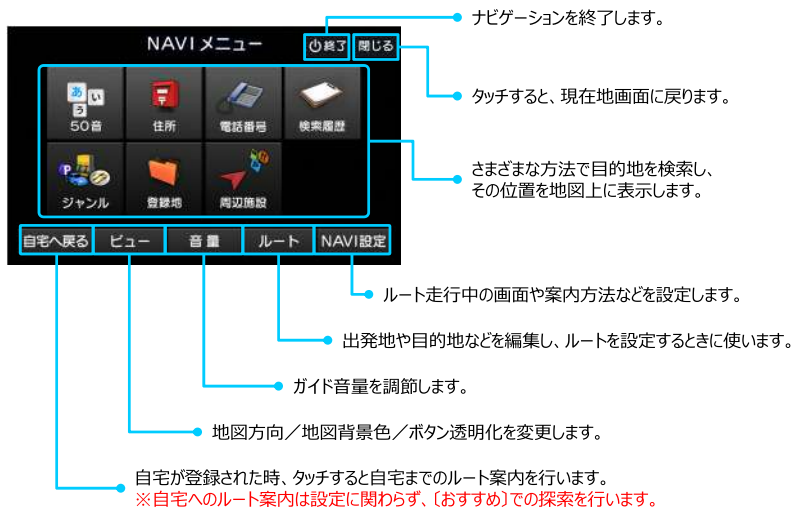 ナビゲーションを終了します。
NAVIメニュー
終了
閉じる
タッチすると、現在地画面に戻ります。
あ い う
50音
住所
電話番号
検索履歴
さまざまな方法で目的地を検索し、
その位置を地図上に表示します。
P
ジャンル
登録地
周辺施設
自宅へ戻る
ビュー
音量
ルート
NAVI設定
ルート走行中の画面や案内方法などを設定します。
出発地や目的地などを編集し、ルートを設定するときに使います。
ガイド音量を調節します。
地図方向／地図背景色／ボタン透明化を変更します。
自宅が登録された時、タッチすると自宅までのルート案内を行います。
※自宅へのルート案内は設定に関わらず、〔おすすめ〕での探索を行います。